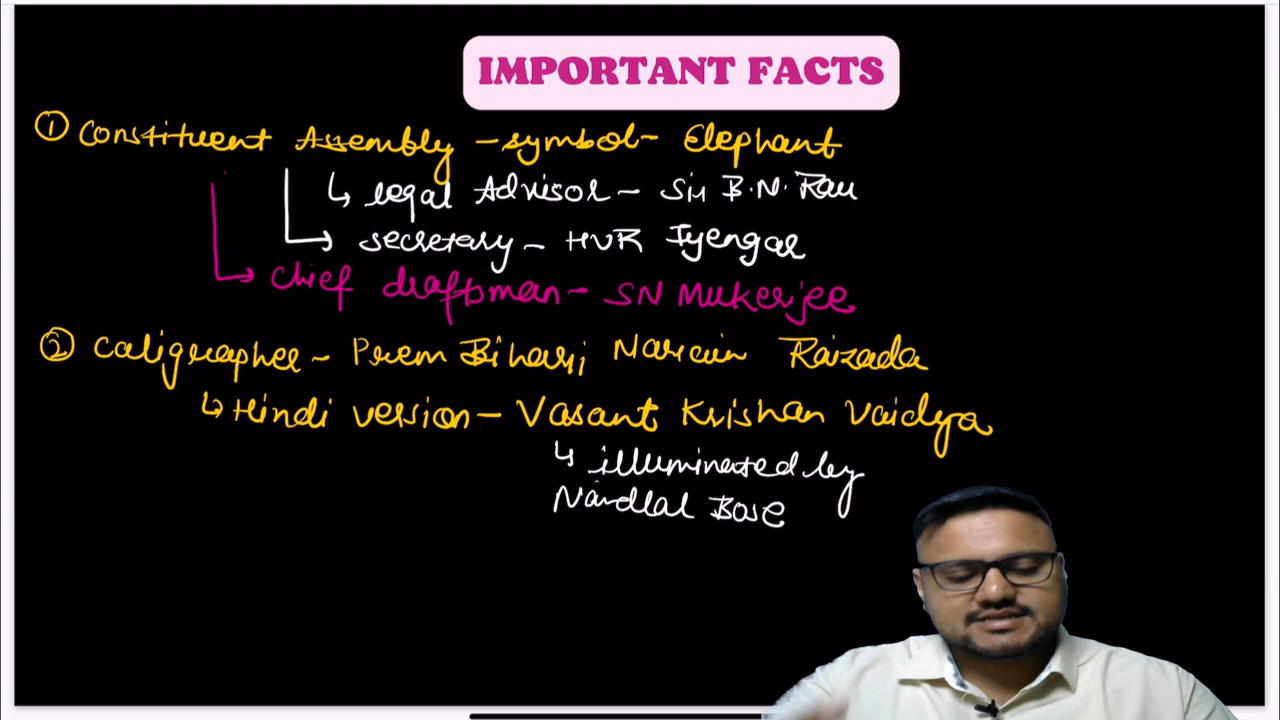 IMPORTANT FACTS
① Constituent Assembly - symbol - Elephant
↳ legal Advisor - Sir B.N. Rau
↳ secretary - HVR Iyengar
↳ chief draftsman - SN Mukerjee
② Caligrapher - Prem Bihari Narain Raizada
↳ Hindi version - Vasant Krishan Vaidya
↳ illuminated by
Nandlal Bose